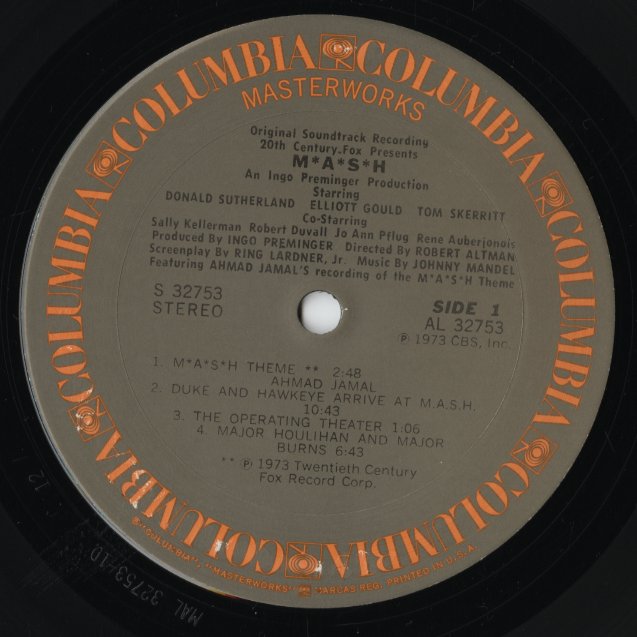 COLUMBIA COLUMBIA COLUMBIA COLUMBIA COLUMBIA COLUMBIA COLUMBIA
MASTERWORKS
Original Soundtrack Recording
20th Century-Fox Presents
M*A*S*H
An Ingo Preminger Production
Starring
DONALD SUTHERLAND ELLIOTT GOULD TOM SKERRITT
Co-Starring
Sally Kellerman Robert Duvall Jo Ann Pflug Rene Auberjonois
Produced By INGO PREMINGER Directed By ROBERT ALTMAN
Screenplay By RING LARDNER, Jr. Music By JOHNNY MANDEL
Featuring AHMAD JAMAL'S recording of the M*A*S*H Theme
S 32753
STEREO
SIDE 1
AL 32753
℗ 1973 CBS, Inc.
1. M*A*S*H THEME ** 2:48
AHMAD JAMAL
2. DUKE AND HAWKEYE ARRIVE AT M.A.S.H.
10:43
3. THE OPERATING THEATER 1:06
4. MAJOR HOULIHAN AND MAJOR
BURNS 6:43
** ℗ 1973 Twentieth Century
Fox Record Corp.
"COLUMBIA", "MASTERWORKS" MARCAS REG. PRINTED IN U.S.A.
MAL 32753